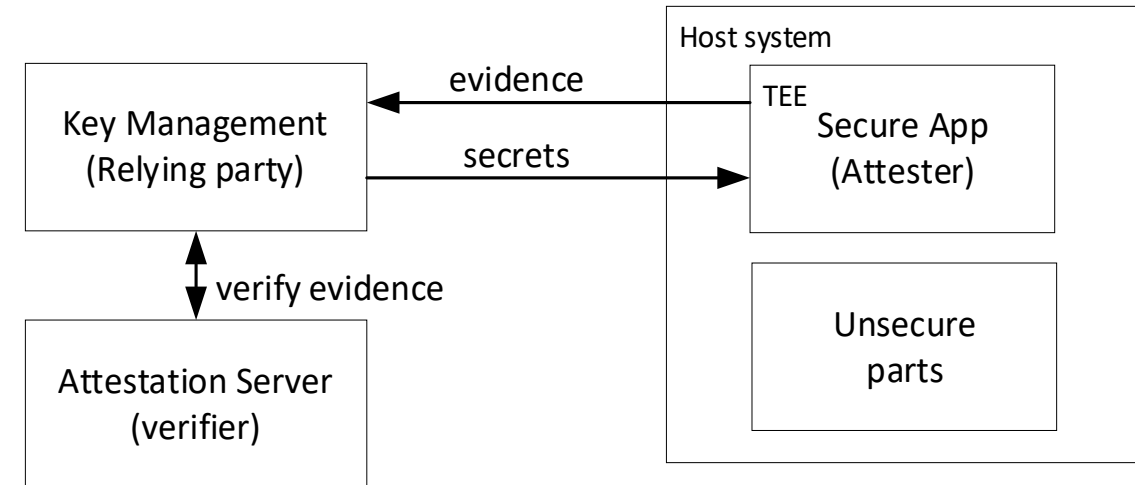 Host system
evidence
TEE
Key Management
(Relying party)
Secure App
(Attester)
secrets
verify evidence
Attestation Server
(verifier)
Unsecure
parts